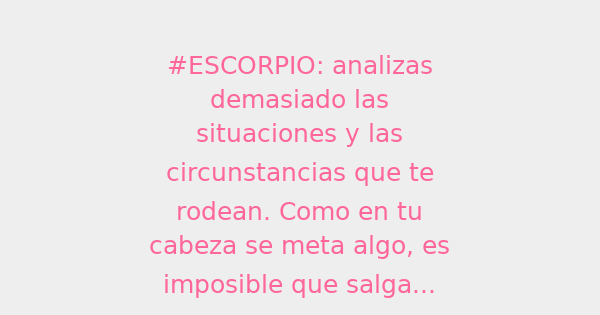 #ESCORPIO: analizas
demasiado las
situaciones y las
circunstancias que te
rodean. Como en tu
cabeza se meta algo, es
imposible que salga...